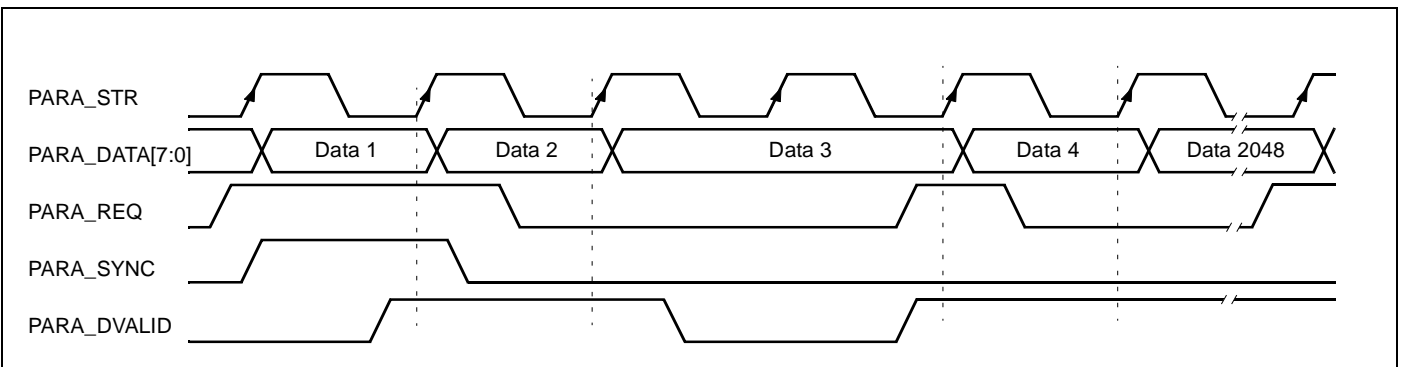 PARA_STR
PARA_DATA[7:0] Data 1 Data 2 Data 3 Data 4 Data 2048
PARA_REQ
PARA_SYNC
PARA_DVALID